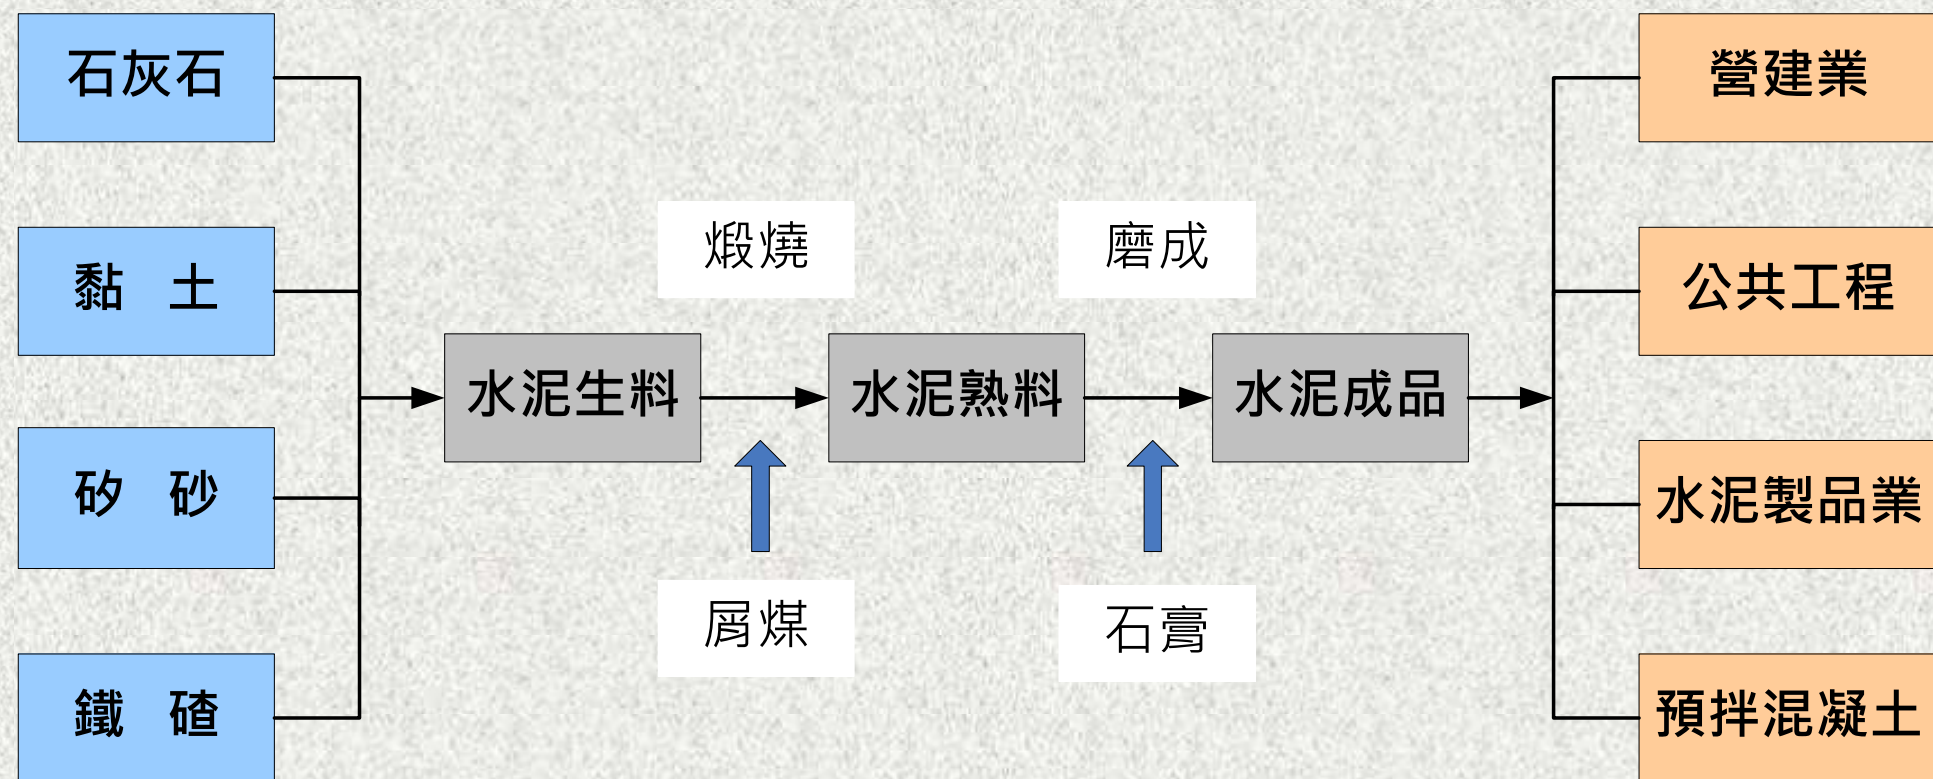 石灰石
黏 土
矽 砂
鐵 碴
水泥生料
煅燒
屑煤
水泥熟料
磨成
石膏
水泥成品
營建業
公共工程
水泥製品業
預拌混凝土